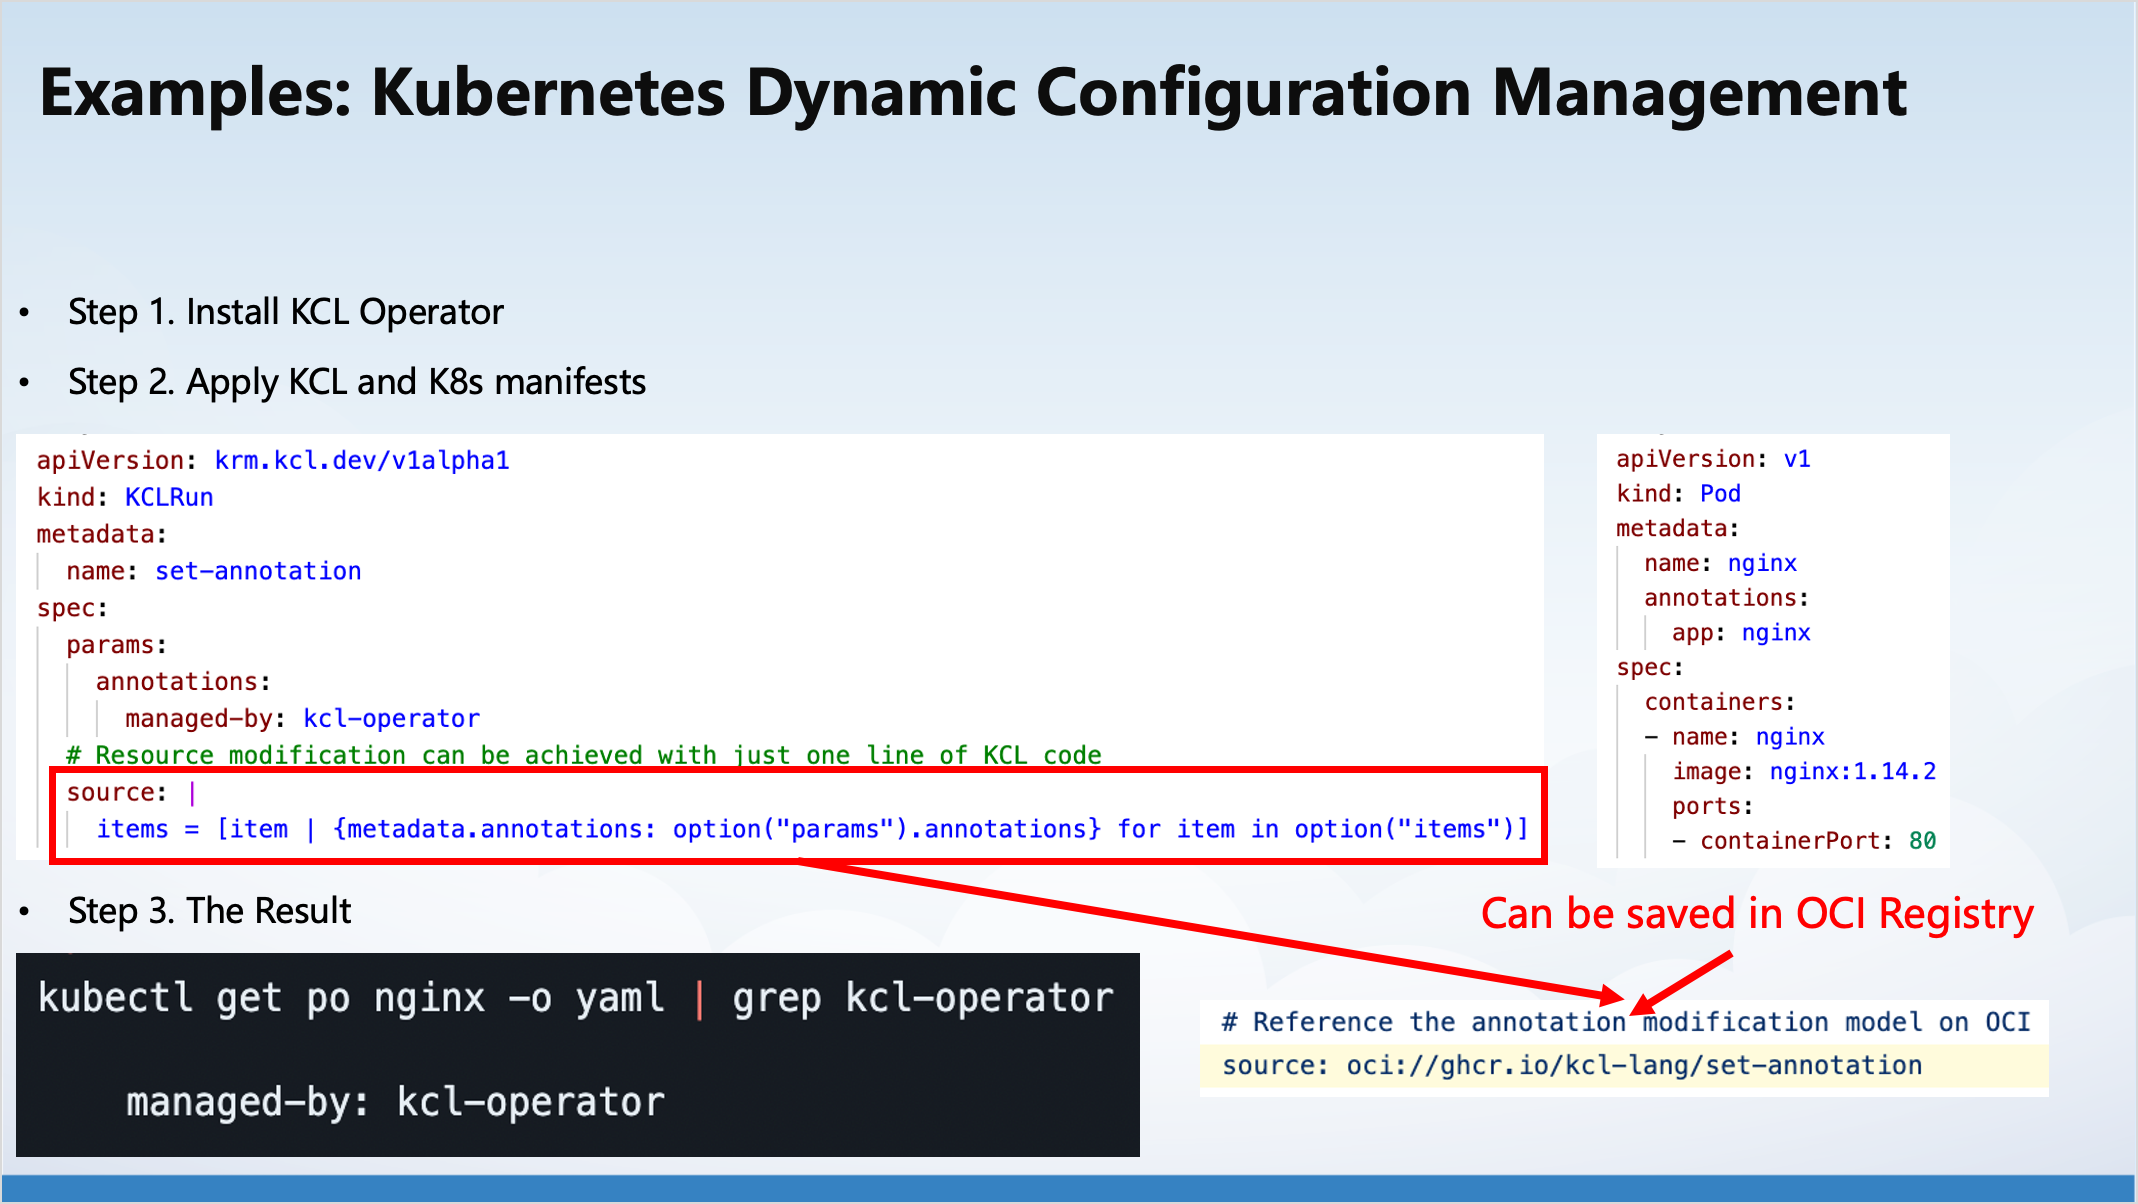 Examples: Kubernetes Dynamic Configuration Management
• Step 1. Install KCL Operator
• Step 2. Apply KCL and K8s manifests
apiVersion: krm.kcl.dev/v1alpha1
kind: KCLRun
metadata:
  name: set-annotation
spec:
  params:
    annotations:
      managed-by: kcl-operator
  # Resource modification can be achieved with just one line of KCL code
  source: |
    items = [item | {metadata.annotations: option("params").annotations} for item in option("items")]
apiVersion: v1
kind: Pod
metadata:
  name: nginx
  annotations:
    app: nginx
spec:
  containers:
  - name: nginx
    image: nginx:1.14.2
    ports:
    - containerPort: 80
• Step 3. The Result
kubectl get po nginx -o yaml | grep kcl-operator
    managed-by: kcl-operator
Can be saved in OCI Registry
# Reference the annotation modification model on OCI
source: oci://ghcr.io/kcl-lang/set-annotation